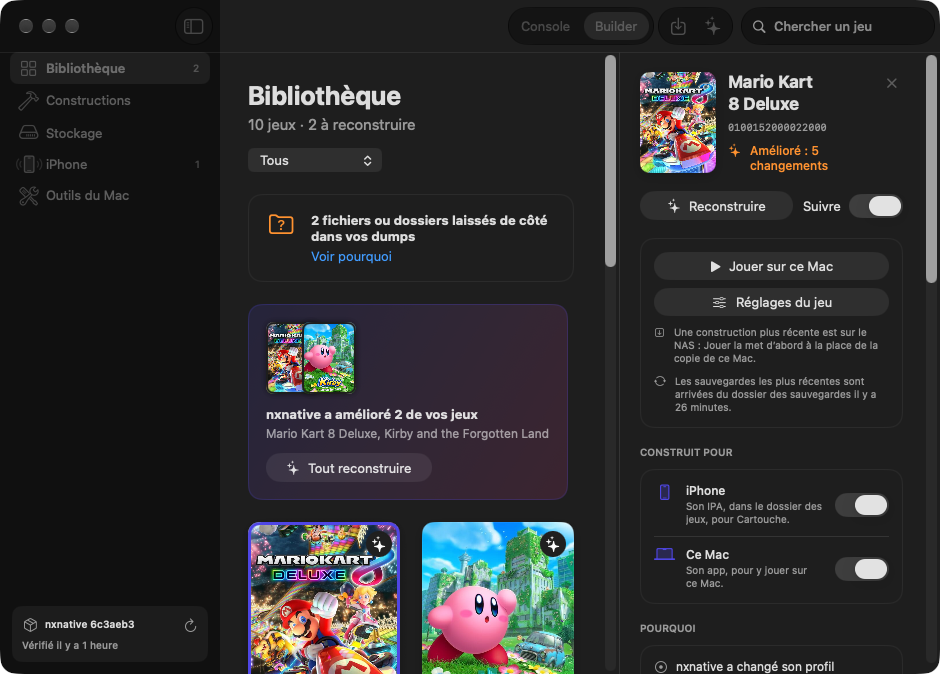 Console
Builder
Chercher un jeu
Bibliothèque 2
Constructions
Stockage
iPhone 1
Outils du Mac
nxnative 6c3aeb3
Vérifié il y a 1 heure
Bibliothèque
10 jeux · 2 à reconstruire
Tous
2 fichiers ou dossiers laissés de côté
dans vos dumps
Voir pourquoi
nxnative a amélioré 2 de vos jeux
Mario Kart 8 Deluxe, Kirby and the Forgotten Land
Tout reconstruire
MARIOKART
DELUXE 8
MARIOKART
DELUXE 8
Mario Kart
8 Deluxe
0100152000022000
Amélioré : 5
changements
Reconstruire
Suivre
Jouer sur ce Mac
Réglages du jeu
Une construction plus récente est sur le
NAS : Jouer la met d’abord à la place de la
copie de ce Mac.
Les sauvegardes les plus récentes sont
arrivées du dossier des sauvegardes il y a
26 minutes.
CONSTRUIT POUR
iPhone
Son IPA, dans le dossier des
jeux, pour Cartouche.
Ce Mac
Son app, pour y jouer sur
ce Mac.
POURQUOI
nxnative a changé son profil